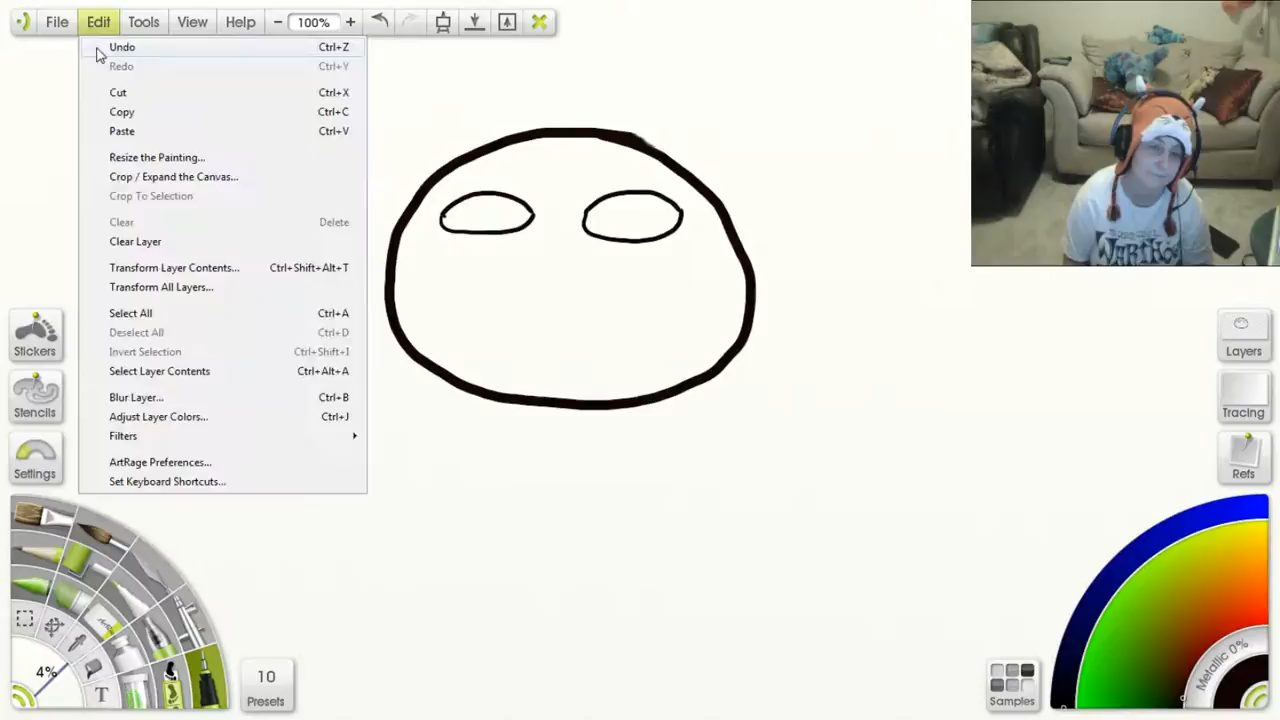 File Edit Tools View Help − 100% +
Undo Ctrl+Z
Redo Ctrl+Y
Cut Ctrl+X
Copy Ctrl+C
Paste Ctrl+V
Resize the Painting...
Crop / Expand the Canvas...
Crop To Selection
Clear Delete
Clear Layer
Transform Layer Contents... Ctrl+Shift+Alt+T
Transform All Layers...
Select All Ctrl+A
Deselect All Ctrl+D
Invert Selection Ctrl+Shift+I
Select Layer Contents Ctrl+Alt+A
Blur Layer... Ctrl+B
Adjust Layer Colors... Ctrl+J
Filters
ArtRage Preferences...
Set Keyboard Shortcuts...
WARTHO
Stickers
Stencils
Settings
Layers
Tracing
Refs
4%
T
10
Presets
Samples
Metallic 0%